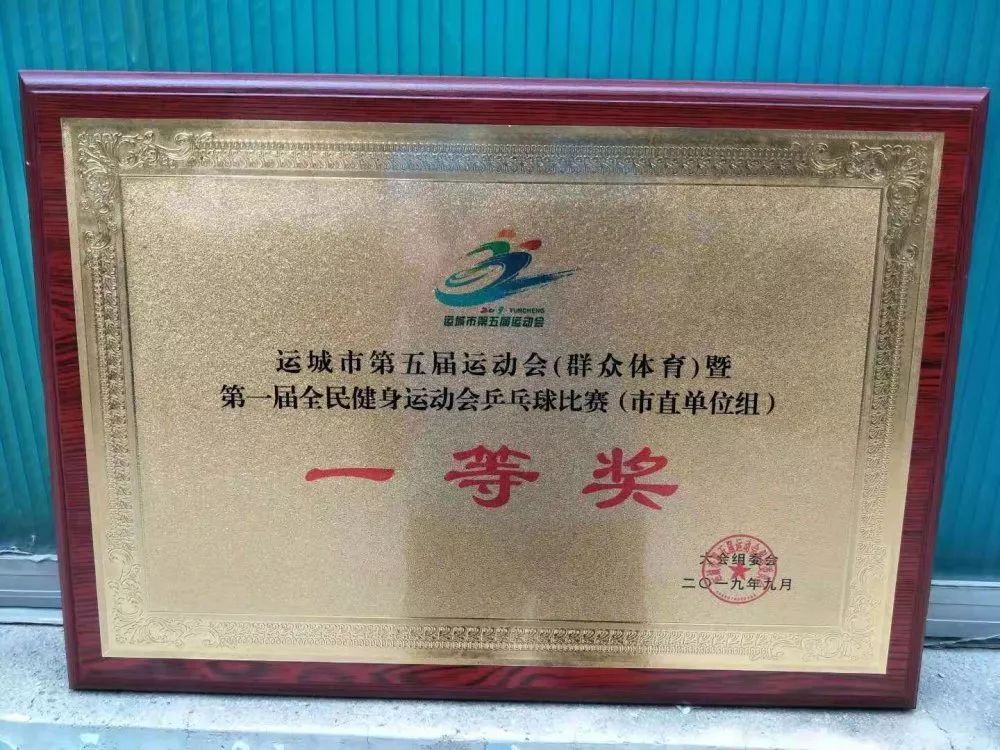 2019 YUNCHENG
运城市第五届运动会
运城市第五届运动会(群众体育)暨
第一届全民健身运动会乒乓球比赛(市直单位组)
一等奖
大会组委会
二〇一九年九月